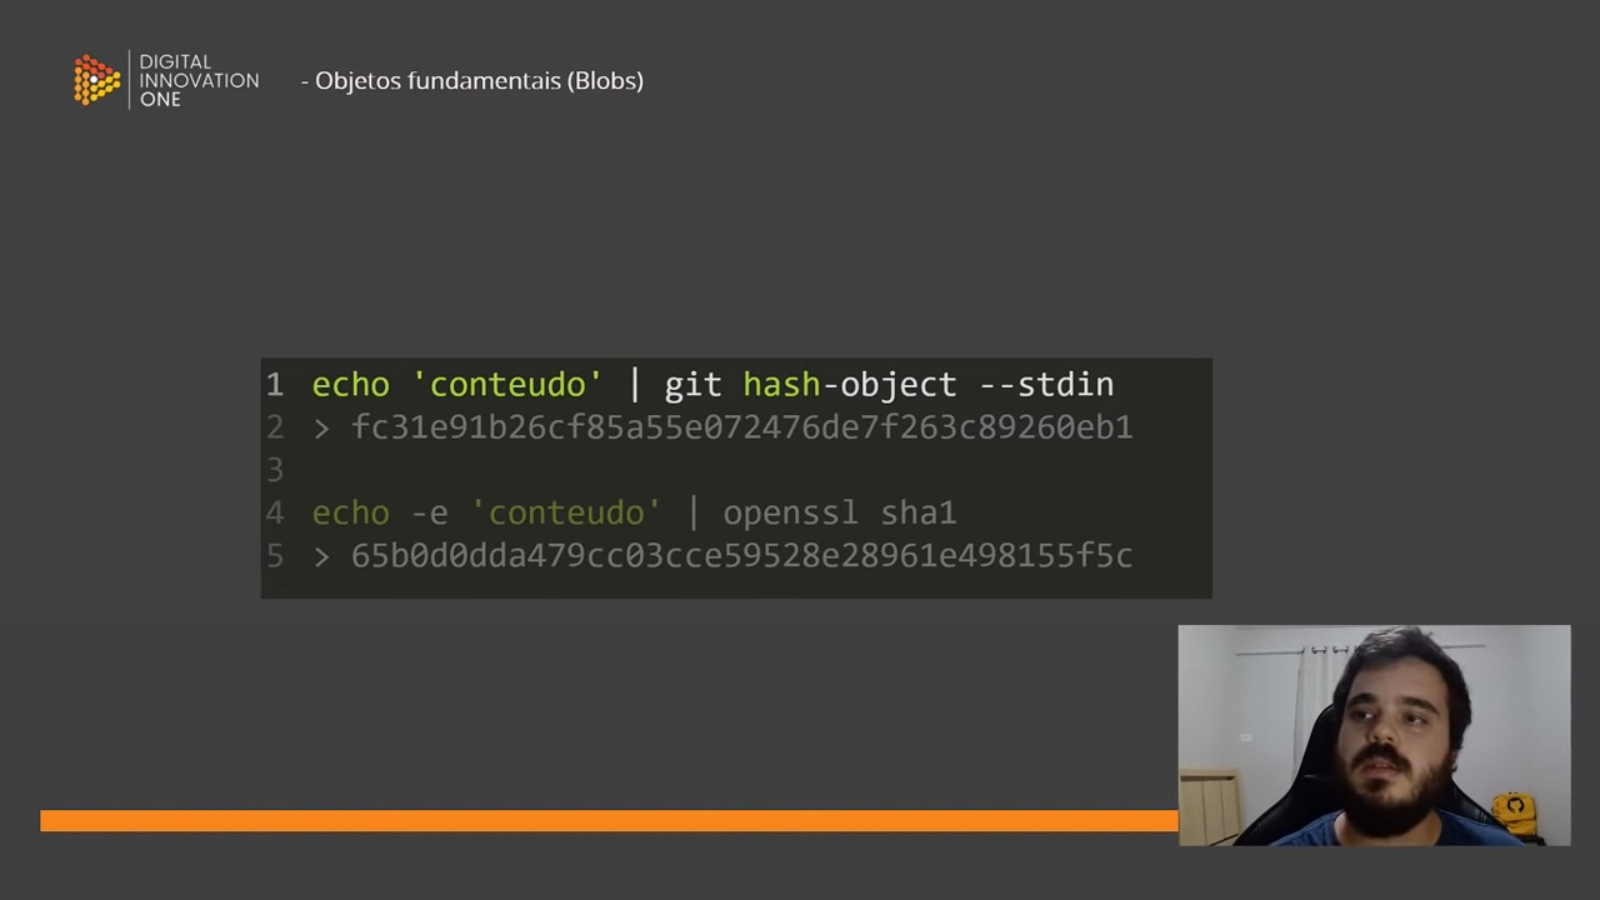 DIGITAL
INNOVATION
ONE
- Objetos fundamentais (Blobs)
1 echo 'conteudo' | git hash-object --stdin
2 > fc31e91b26cf85a55e072476de7f263c89260eb1
3
4 echo -e 'conteudo' | openssl sha1
5 > 65b0d0dda479cc03cce59528e28961e498155f5c